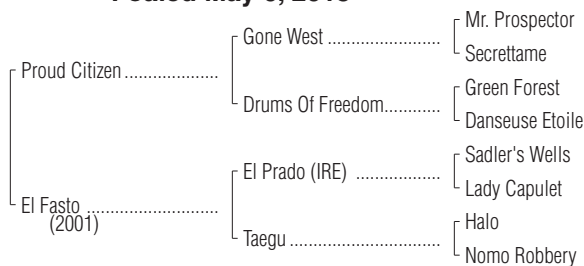 Mr. Prospector
Gone West
Secrettame
Proud Citizen
Green Forest
Drums Of Freedom
Danseuse Etoile
Sadler's Wells
El Prado (IRE)
Lady Capulet
El Fasto
(2001)
Halo
Taegu
Nomo Robbery